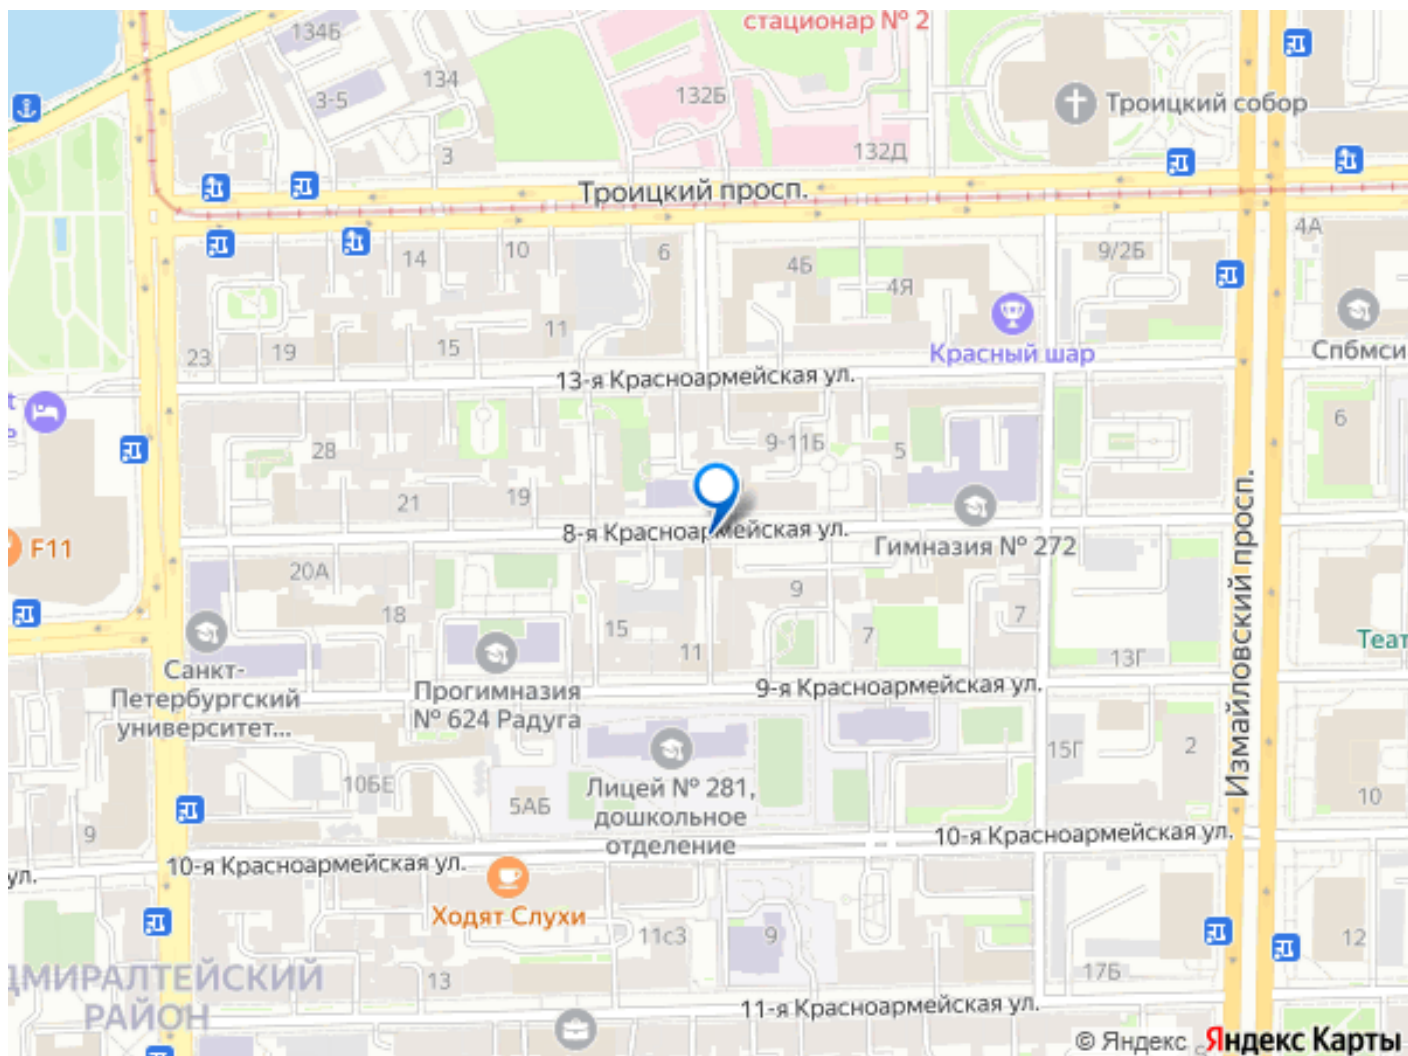 стационар № 2
134Б
134
3-5
132Б
Троицкий собор
3
132Д
Троицкий просп.
4А
14
10
6
4Б
9/2Б
4Я
11
23
19
15
Красный шар
Спбмси
13-я Красноармейская ул.
6
28
9-11Б
5
21
19
8-я Красноармейская ул.
Гимназия № 272
F11
20А
9
18
15
7
7
11
13Г
Теат
Санкт-
Петербургский
университет...
Прогимназия
№ 624 Радуга
9-я Красноармейская ул.
Измайловский просп.
15Г
2
10БЕ
5АБ
Лицей № 281,
дошкольное
отделение
10
9
10-я Красноармейская ул.
10-я Красноармейская ул.
ул.
Ходят Слухи
11с3
9
12
13
17Б
ДМИРАЛТЕЙСКИЙ
РАЙОН
11-я Красноармейская ул.
© Яндекс Яндекс Карты